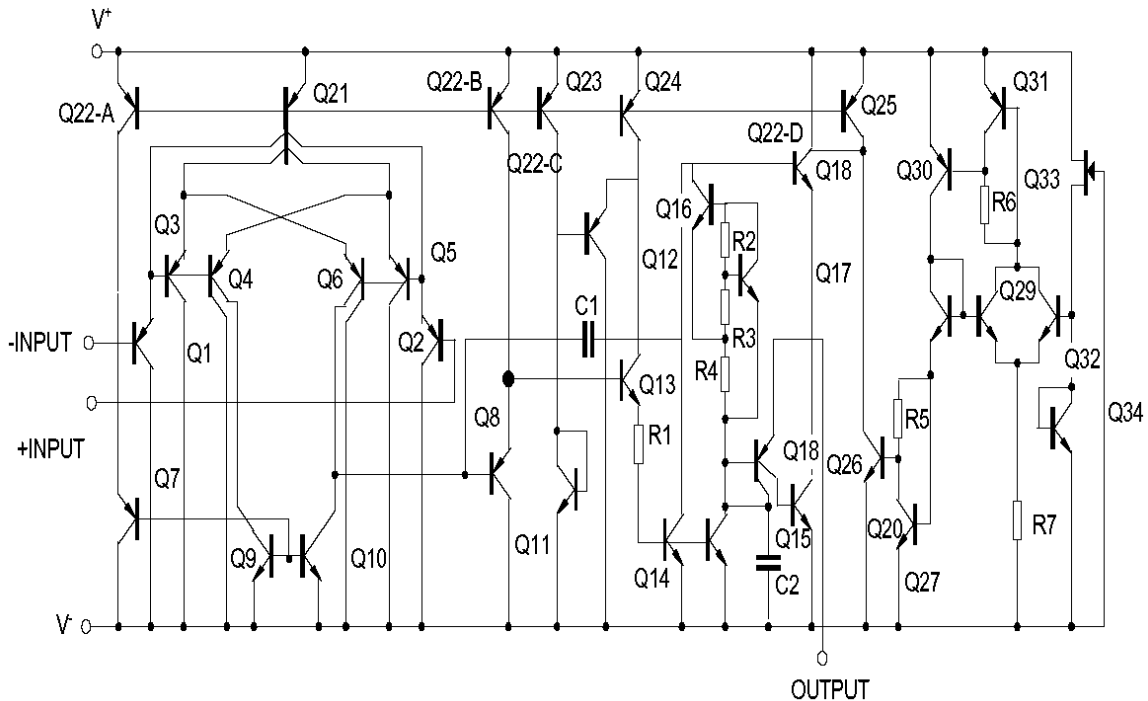 V+
Q22-A
Q21
Q22-B
Q23
Q24
Q25
Q31
Q22-C
Q22-D
Q18
Q30
Q33
R6
Q3
Q4
Q6
Q5
Q16
R2
Q12
Q17
Q29
C1
R3
-INPUT
Q1
Q2
R4
Q32
Q13
Q34
+INPUT
Q8
R1
R5
Q7
Q18
Q26
Q9
Q10
Q11
Q14
Q15
C2
Q20
Q27
R7
V-
OUTPUT